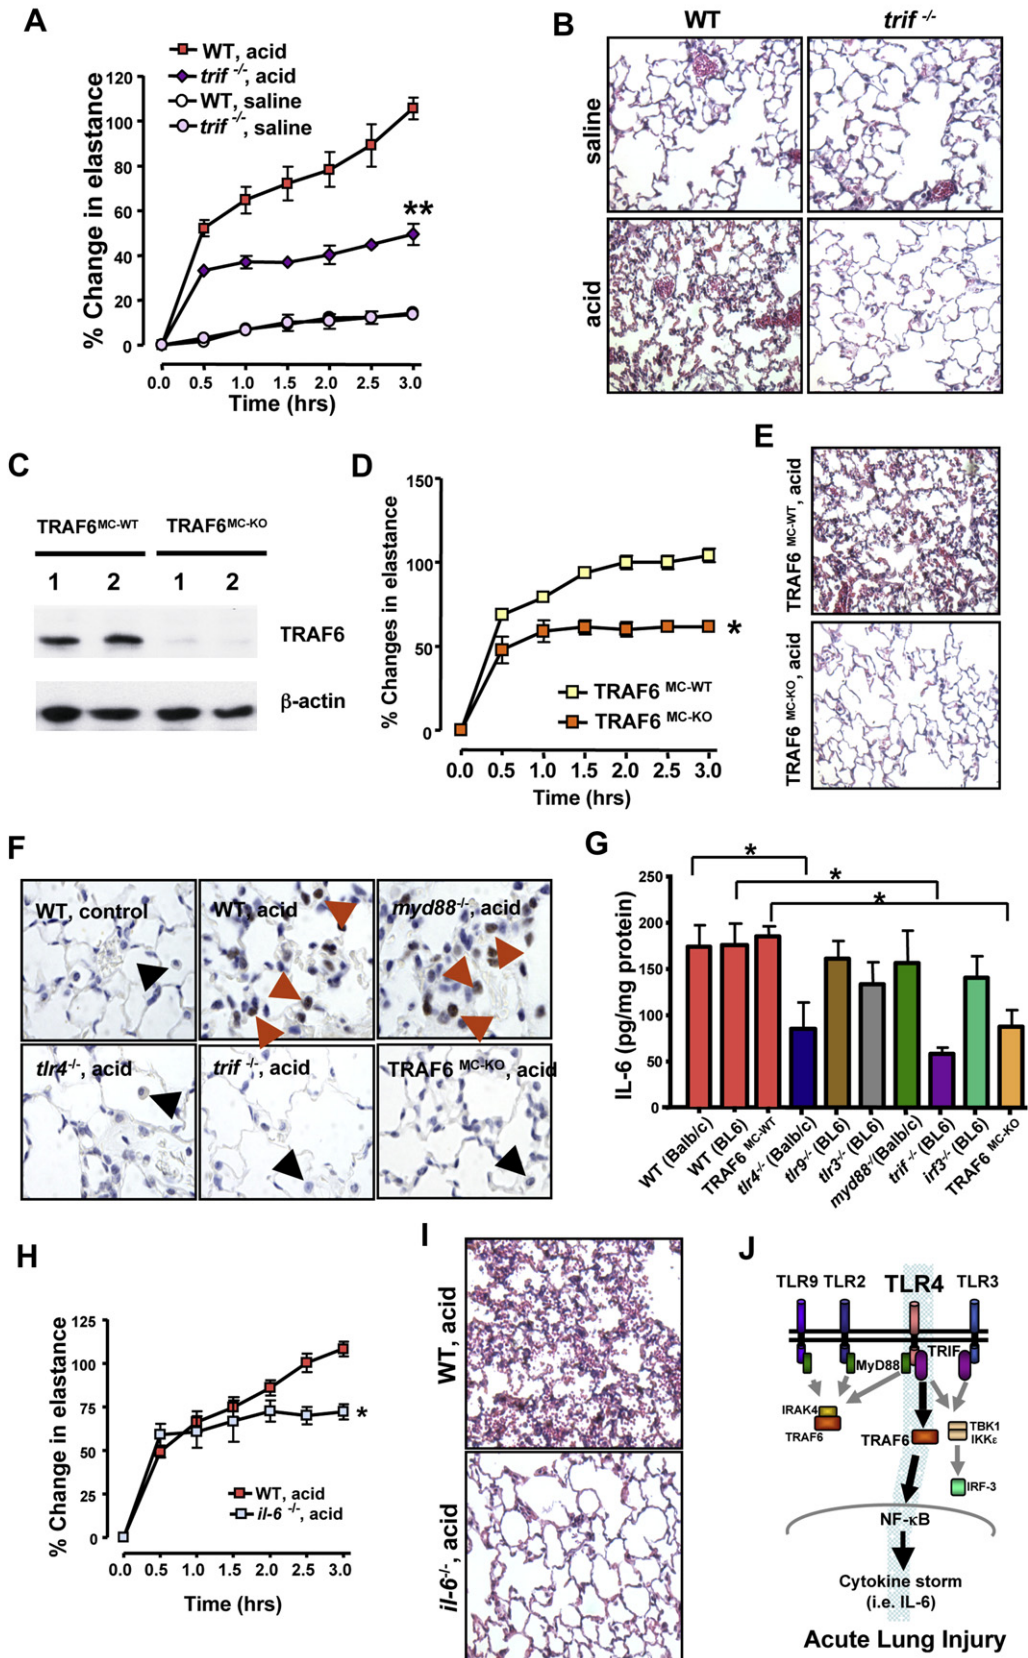 A
WT, acid
trif -/-, acid
WT, saline
trif -/-, saline
% Change in elastance
120
100
80
60
40
20
0
**
0.0 0.5 1.0 1.5 2.0 2.5 3.0
Time (hrs)
B
WT trif -/-
saline
acid
C
TRAF6 MC-WT TRAF6 MC-KO
1 2 1 2
TRAF6
β-actin
D
% Changes in elastance
150
100
50
0
*
TRAF6 MC-WT
TRAF6 MC-KO
0.0 0.5 1.0 1.5 2.0 2.5 3.0
Time (hrs)
E
TRAF6 MC-WT, acid
TRAF6 MC-KO, acid
F
WT, control
WT, acid
myd88-/-, acid
tlr4-/-, acid
trif -/-, acid
TRAF6 MC-KO, acid
G
IL-6 (pg/mg protein)
250
200
150
100
50
0
*
*
*
WT (Balb/c)
WT (BL6)
TRAF6 MC-WT
tlr4-/- (Balb/c)
tlr9-/- (BL6)
tlr3-/- (BL6)
myd88-/(Balb/c)
trif -/- (BL6)
irf3-/- (BL6)
TRAF6 MC-KO
H
% Change in elastance
125
100
75
50
25
0
*
WT, acid
il-6 -/-, acid
0.0 0.5 1.0 1.5 2.0 2.5 3.0
Time (hrs)
I
WT, acid
il-6-/-, acid
J
TLR9 TLR2 TLR4 TLR3
MyD88 TRIF
IRAK4
TRAF6
TRAF6
TBK1
IKKε
IRF-3
NF-κB
Cytokine storm
(i.e. IL-6)
Acute Lung Injury